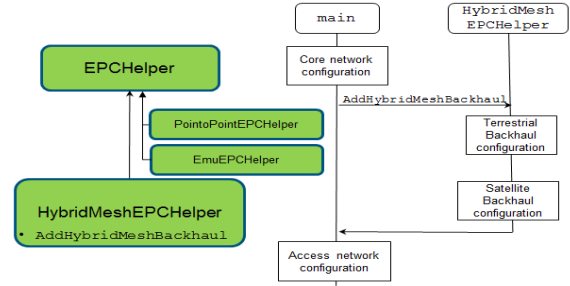 EPCHelper
PointoPointEPCHelper
EmuEPCHelper
HybridMeshEPCHelper
• AddHybridMeshBackhaul
main
HybridMesh
EPCHelper
Core network
configuration
AddHybridMeshBackhaul
Terrestrial
Backhaul
configuration
Satellite
Backhaul
configuration
Access network
configuration